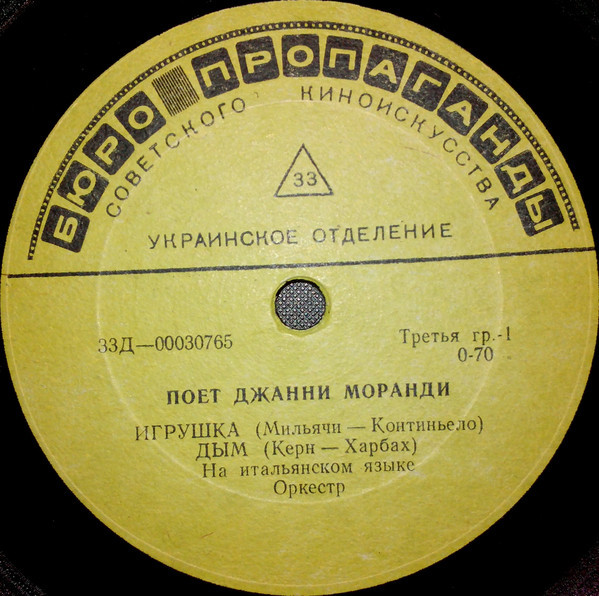 БЮРО ПРОПАГАНДЫ
СОВЕТСКОГО КИНОИСКУССТВА
33
УКРАИНСКОЕ ОТДЕЛЕНИЕ
33Д—00030765
Третья гр.-1
0-70
ПОЕТ ДЖАННИ МОРАНДИ
ИГРУШКА (Мильячи — Континьело)
ДЫМ (Керн — Харбах)
На итальянском языке
Оркестр